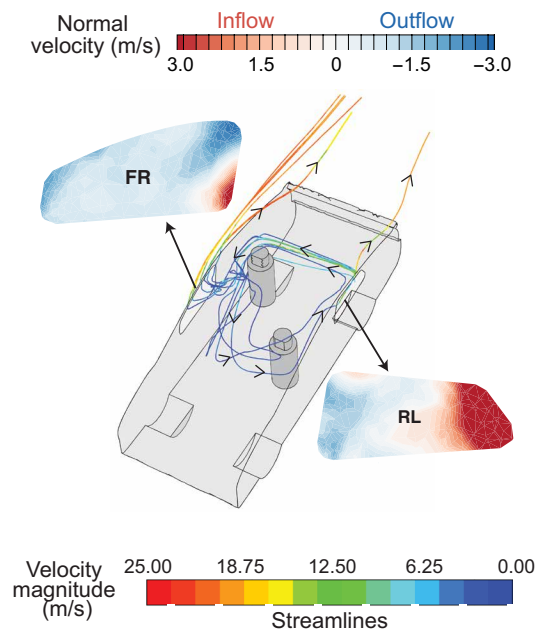 Normal velocity (m/s)
Inflow
Outflow
3.0 1.5 0 −1.5 −3.0
FR
RL
25.00 18.75 12.50 6.25 0.00
Velocity magnitude (m/s)
Streamlines